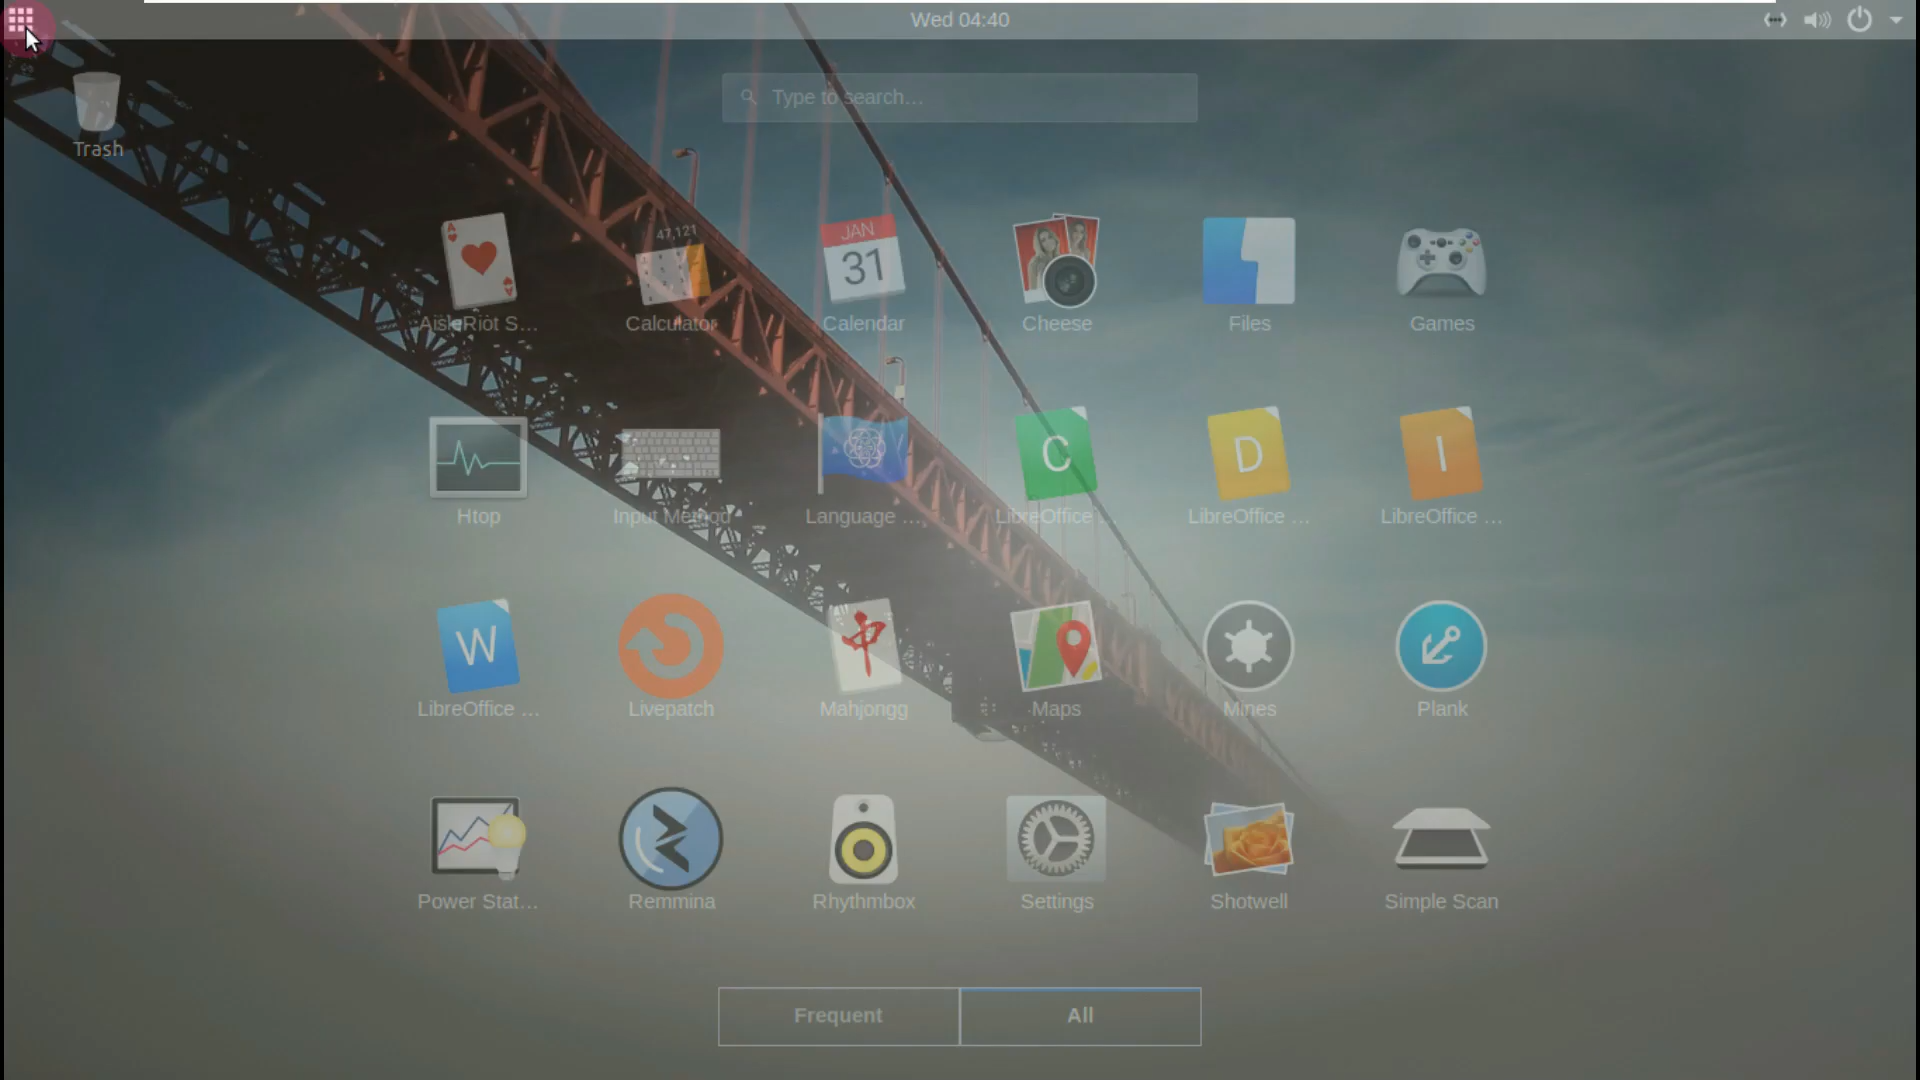 Wed 04:40
Type to search...
Trash
47,121
JAN
31
AisleRiot S...
Calculator
Calendar
Cheese
Files
Games
C
D
I
Htop
Input Method
Language ...
LibreOffice ...
LibreOffice ...
LibreOffice ...
W
中
LibreOffice ...
Livepatch
Mahjongg
Maps
Mines
Plank
Power Stat...
Remmina
Rhythmbox
Settings
Shotwell
Simple Scan
Frequent
All